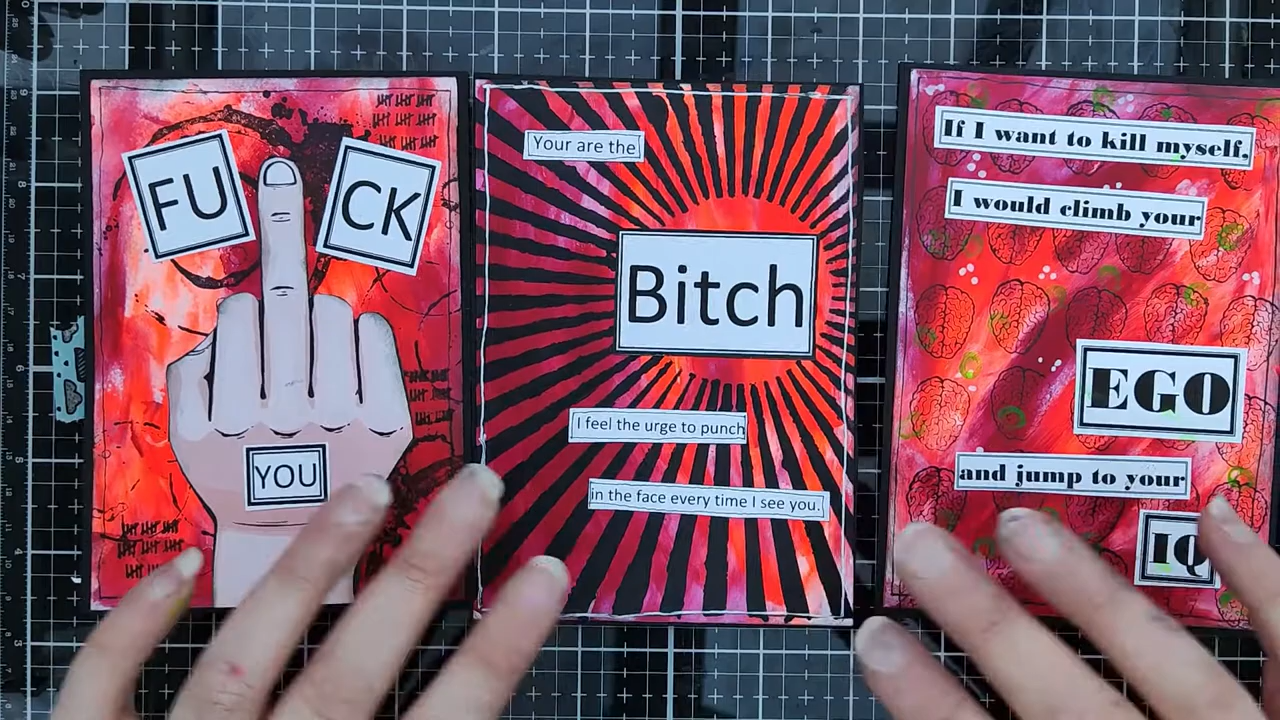 FU CK
YOU
Your are the
Bitch
I feel the urge to punch
in the face every time I see you.
If I want to kill myself,
I would climb your
EGO
and jump to your
IQ